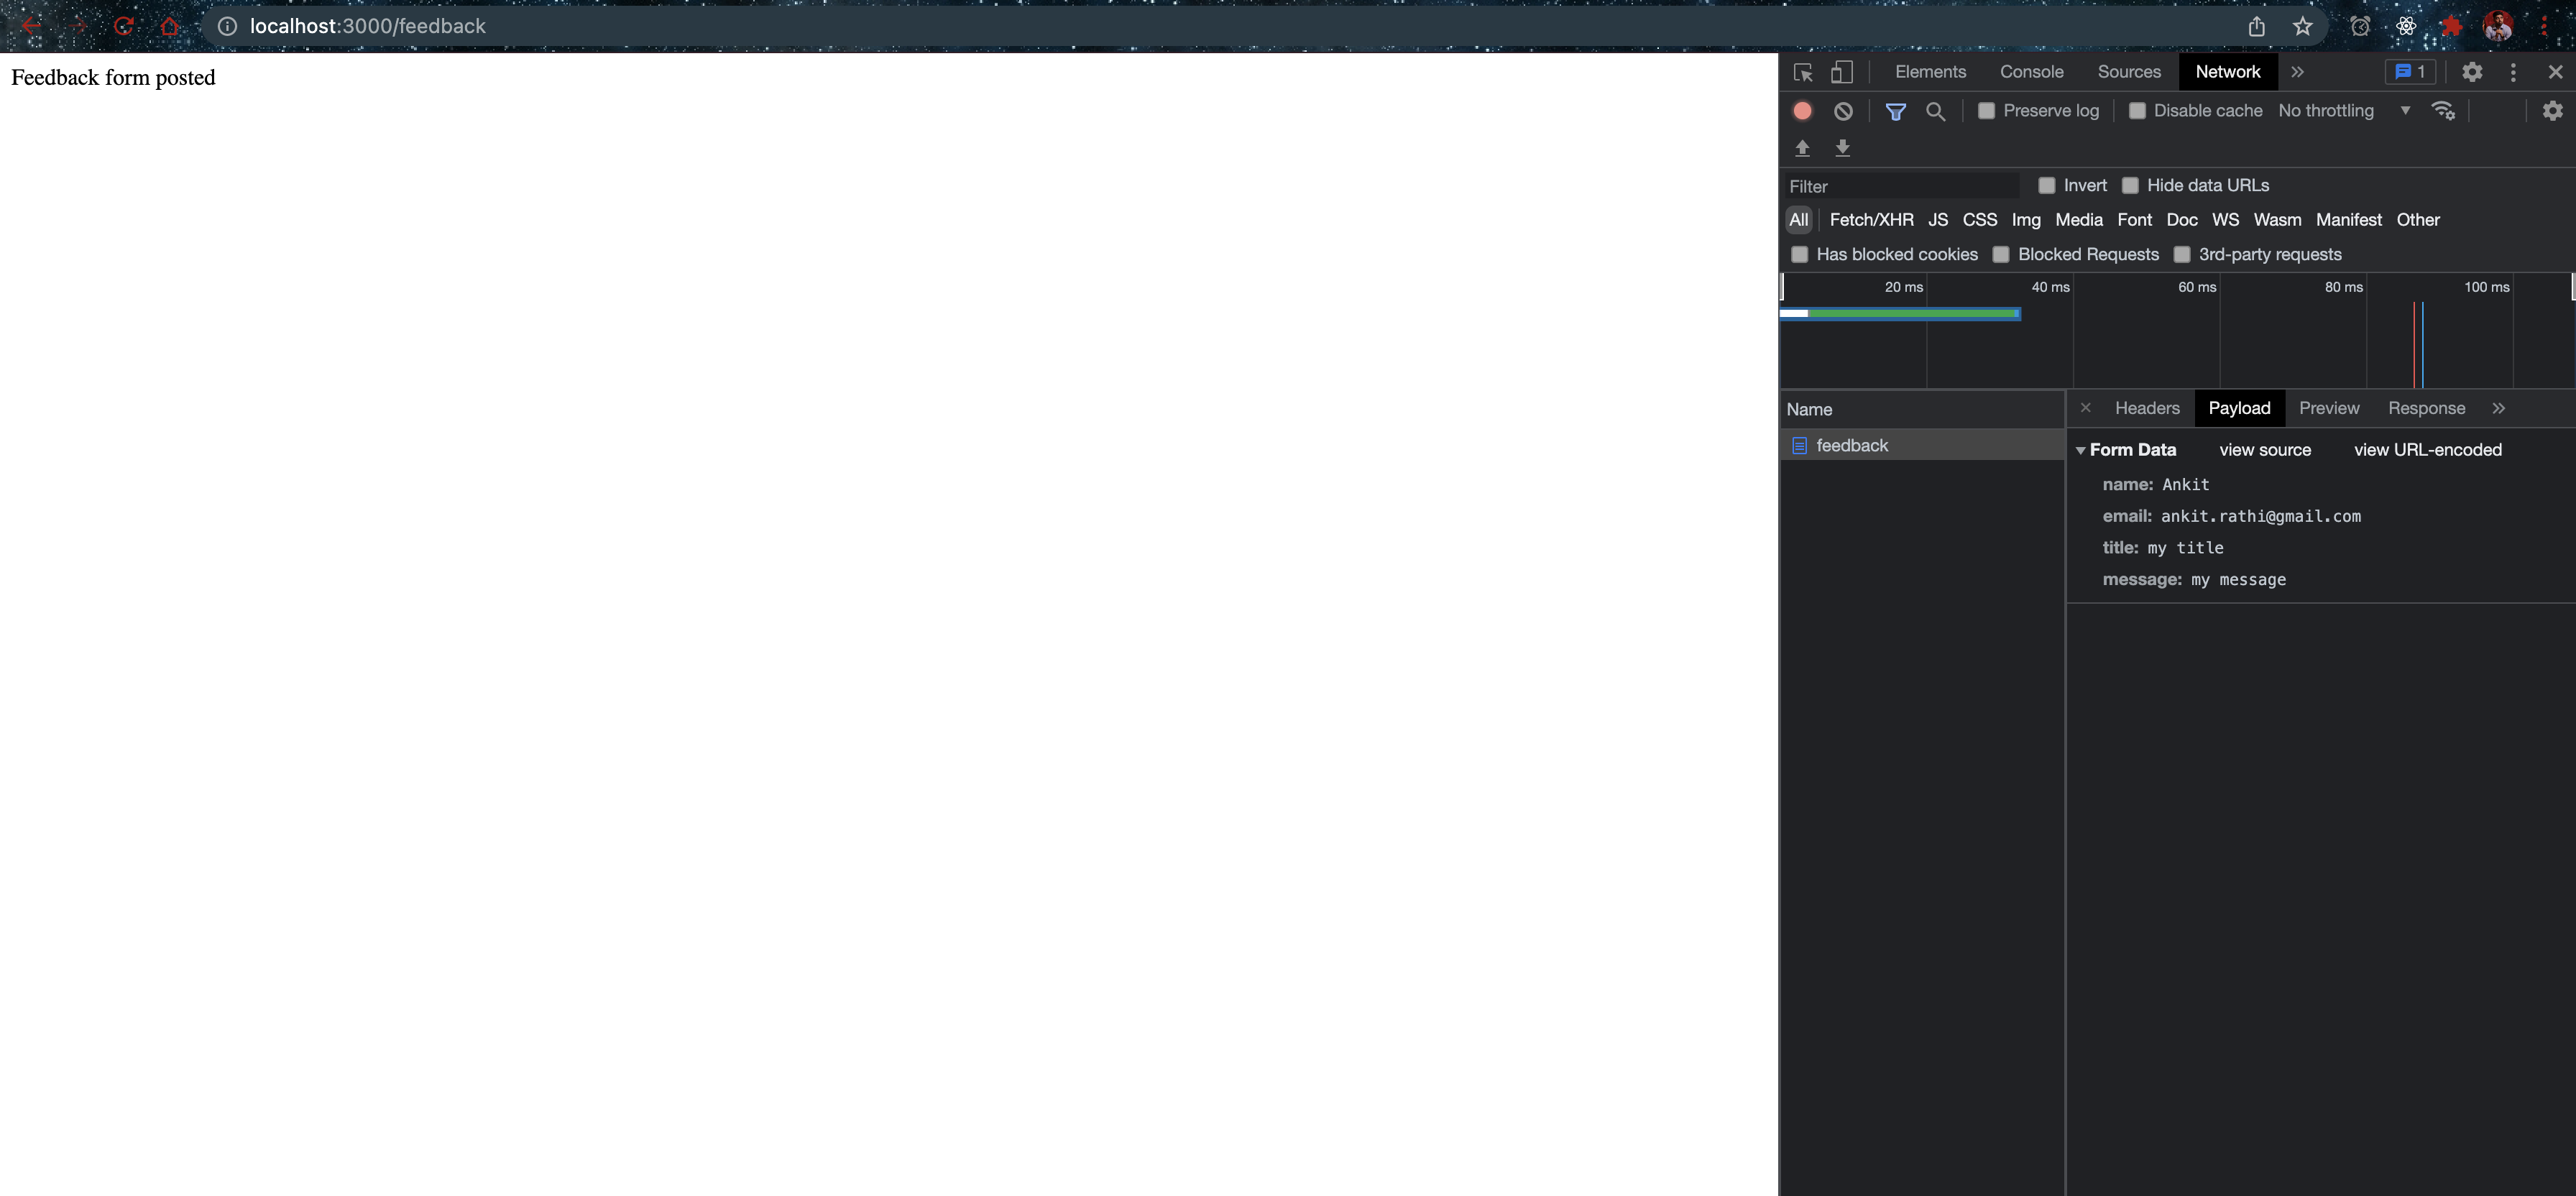 localhost:3000/feedback
Feedback form posted
Elements Console Sources Network 1
Preserve log Disable cache No throttling
Filter Invert Hide data URLs
All Fetch/XHR JS CSS Img Media Font Doc WS Wasm Manifest Other
Has blocked cookies Blocked Requests 3rd-party requests
20 ms 40 ms 60 ms 80 ms 100 ms
Name
feedback
Headers Payload Preview Response
Form Data view source view URL-encoded
name: Ankit
email: ankit.rathi@gmail.com
title: my title
message: my message